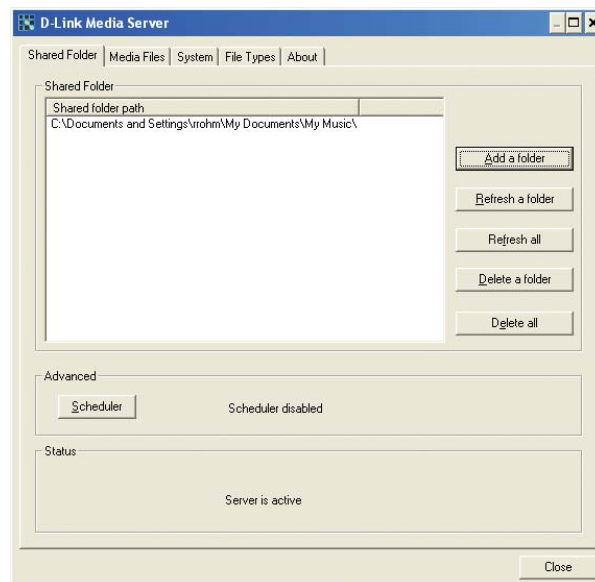 D-Link Media Server
Shared Folder Media Files System File Types About
Shared Folder
Shared folder path
C:\Documents and Settings\rrohm\My Documents\My Music\
Add a folder
Refresh a folder
Refresh all
Delete a folder
Delete all
Advanced
Scheduler Scheduler disabled
Status
Server is active
Close